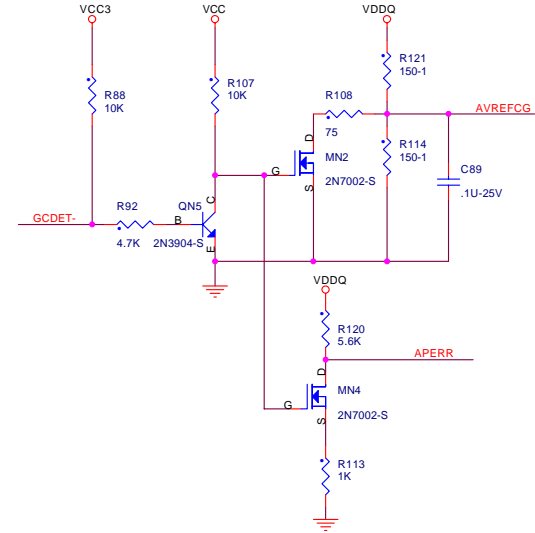 VCC3
VCC
VDDQ
R88
10K
R107
10K
R121
150-1
R108
75
AVREFCG
D
G
S
MN2
2N7002-S
R114
150-1
C89
.1U-25V
GCDET-
R92
4.7K
B
C
E
QN5
2N3904-S
VDDQ
R120
5.6K
APERR
D
G
S
MN4
2N7002-S
R113
1K